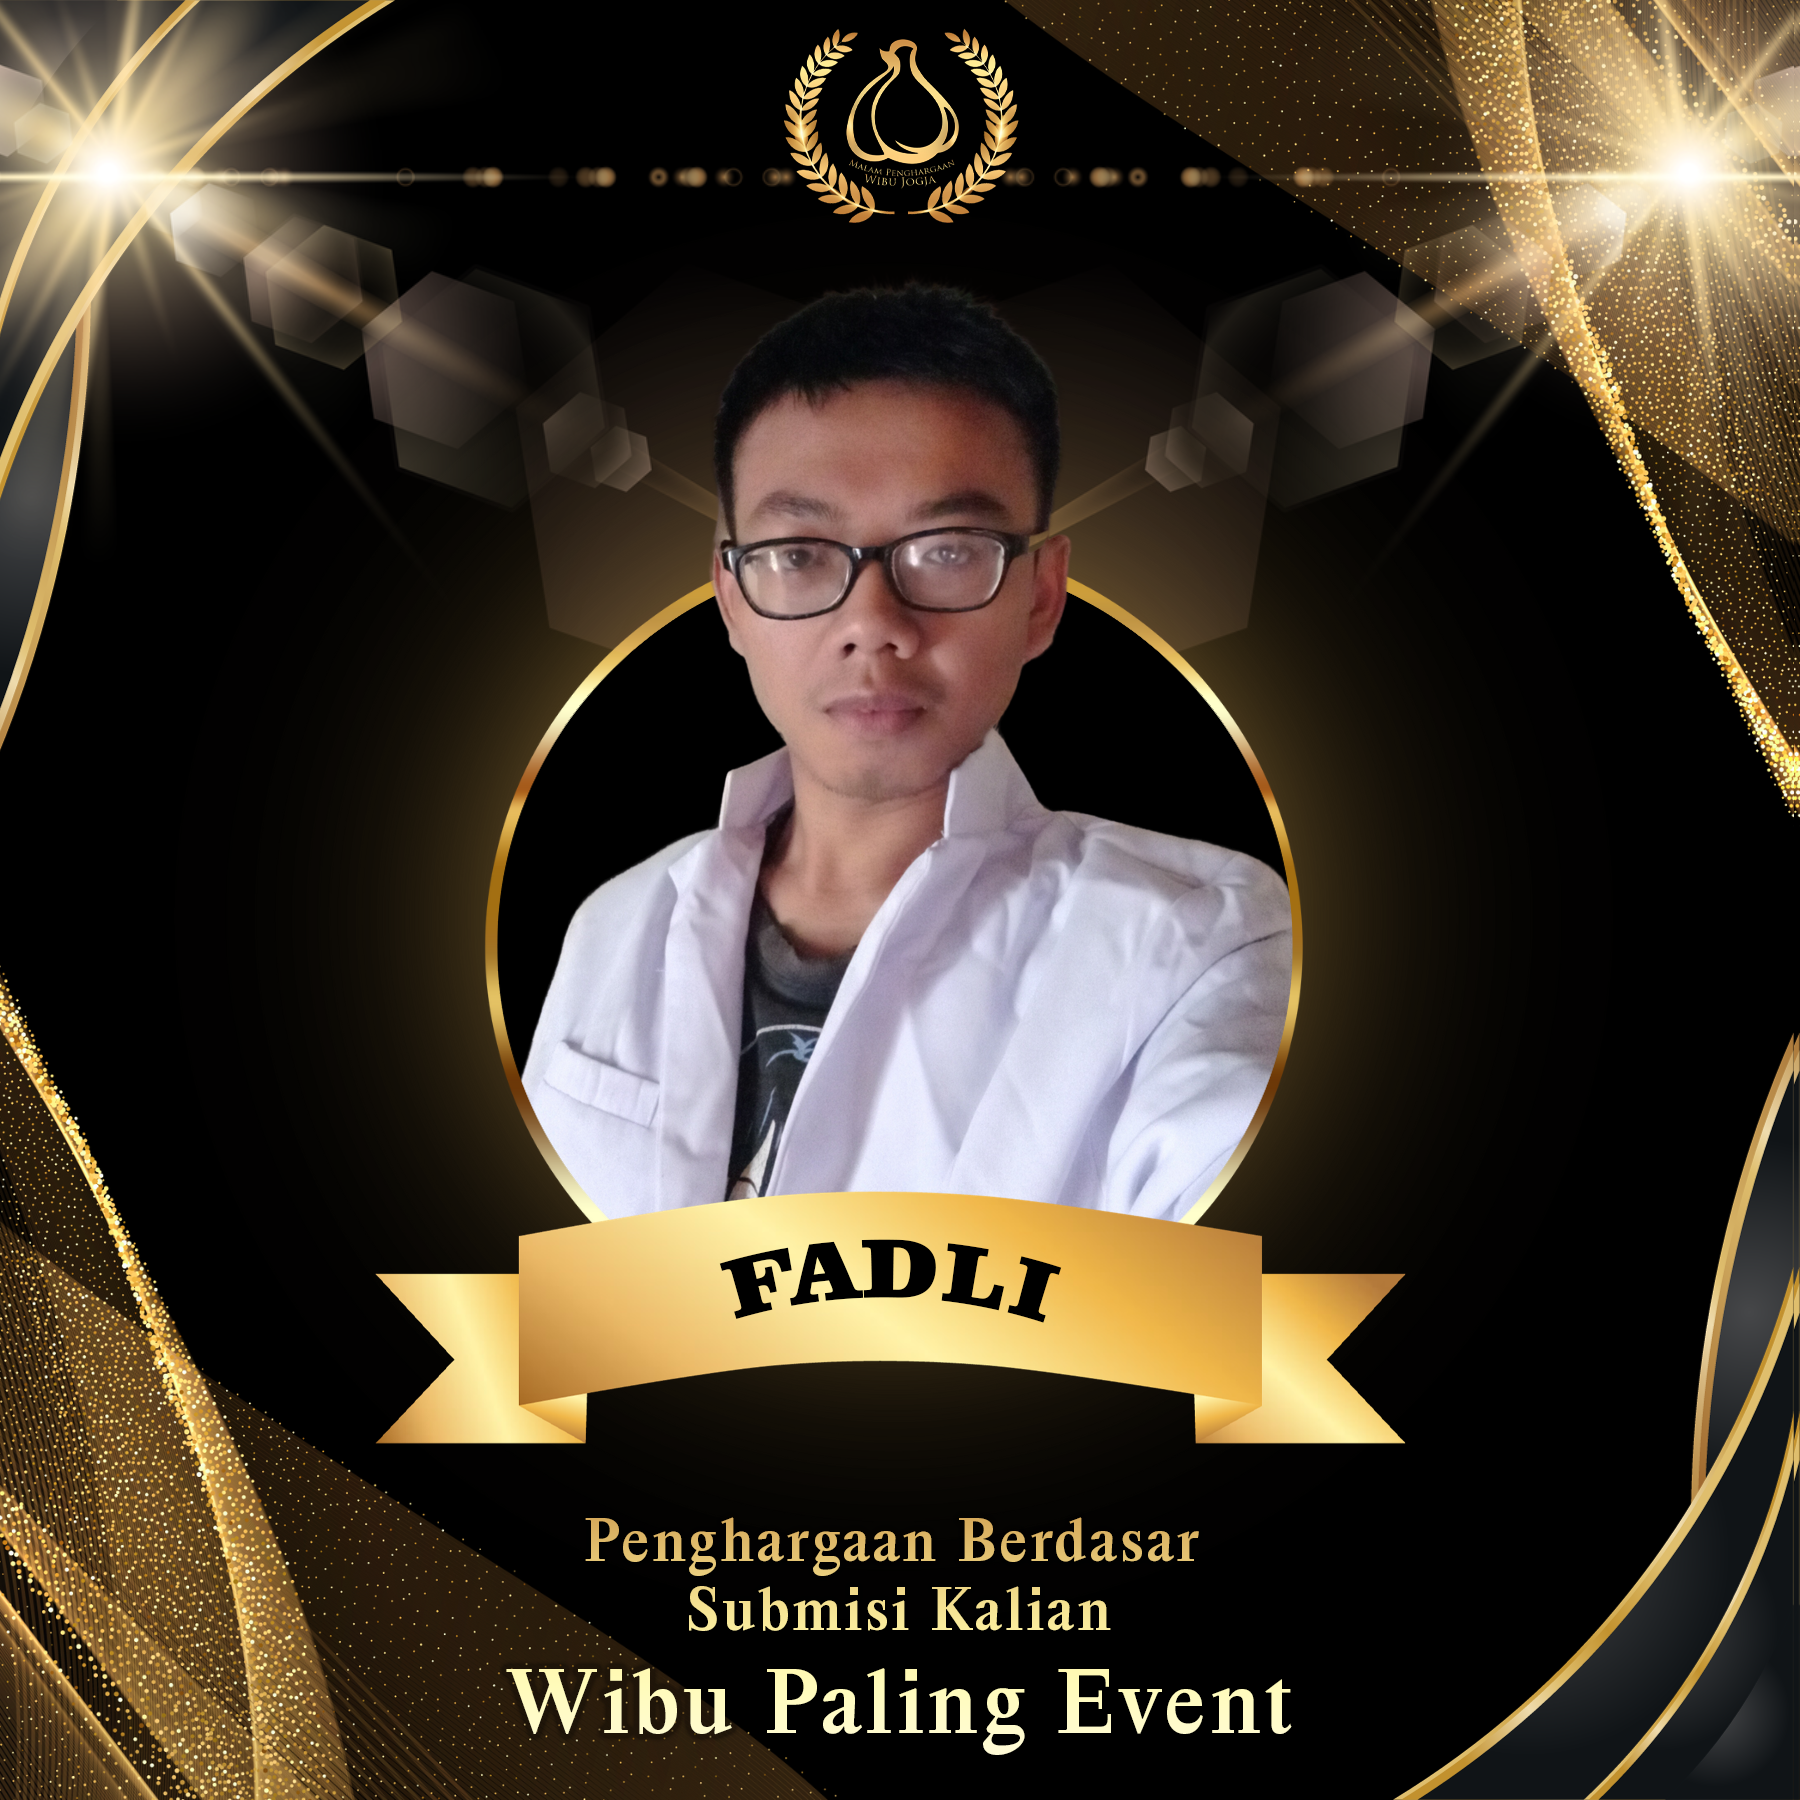 MALAM PENGHARGAAN
WIBU JOGJA
FADLI
Penghargaan Berdasar
Submisi Kalian
Wibu Paling Event